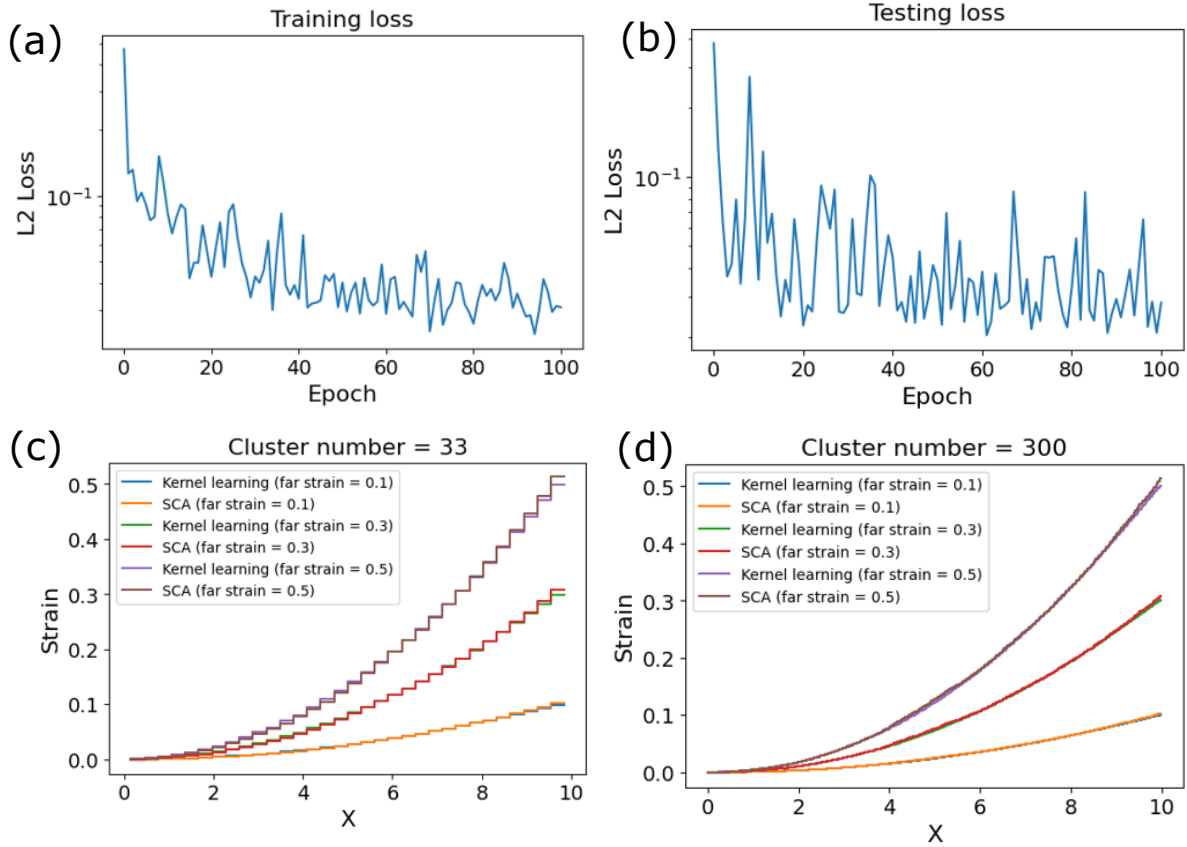 (a)
Training loss
L2 Loss
10⁻¹
0 20 40 60 80 100
Epoch
(b)
Testing loss
L2 Loss
10⁻¹
0 20 40 60 80 100
Epoch
(c)
Cluster number = 33
Kernel learning (far strain = 0.1)
SCA (far strain = 0.1)
Kernel learning (far strain = 0.3)
SCA (far strain = 0.3)
Kernel learning (far strain = 0.5)
SCA (far strain = 0.5)
Strain
0.5
0.4
0.3
0.2
0.1
0.0
0 2 4 6 8 10
X
(d)
Cluster number = 300
Kernel learning (far strain = 0.1)
SCA (far strain = 0.1)
Kernel learning (far strain = 0.3)
SCA (far strain = 0.3)
Kernel learning (far strain = 0.5)
SCA (far strain = 0.5)
Strain
0.5
0.4
0.3
0.2
0.1
0.0
0 2 4 6 8 10
X